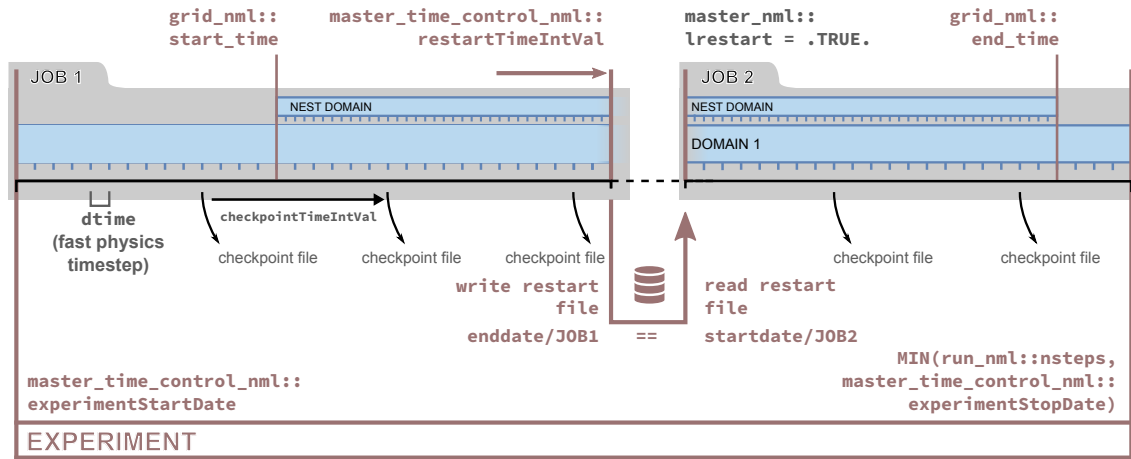 grid_nml::
start_time
master_time_control_nml::
restartTimeIntVal
master_nml::
lrestart = .TRUE.
grid_nml::
end_time
JOB 1
JOB 2
NEST DOMAIN
NEST DOMAIN
DOMAIN 1
dtime
(fast physics
timestep)
checkpointTimeIntVal
checkpoint file
checkpoint file
checkpoint file
checkpoint file
checkpoint file
write restart
file
read restart
file
enddate/JOB1 == startdate/JOB2
master_time_control_nml::
experimentStartDate
MIN(run_nml::nsteps,
master_time_control_nml::
experimentStopDate)
EXPERIMENT